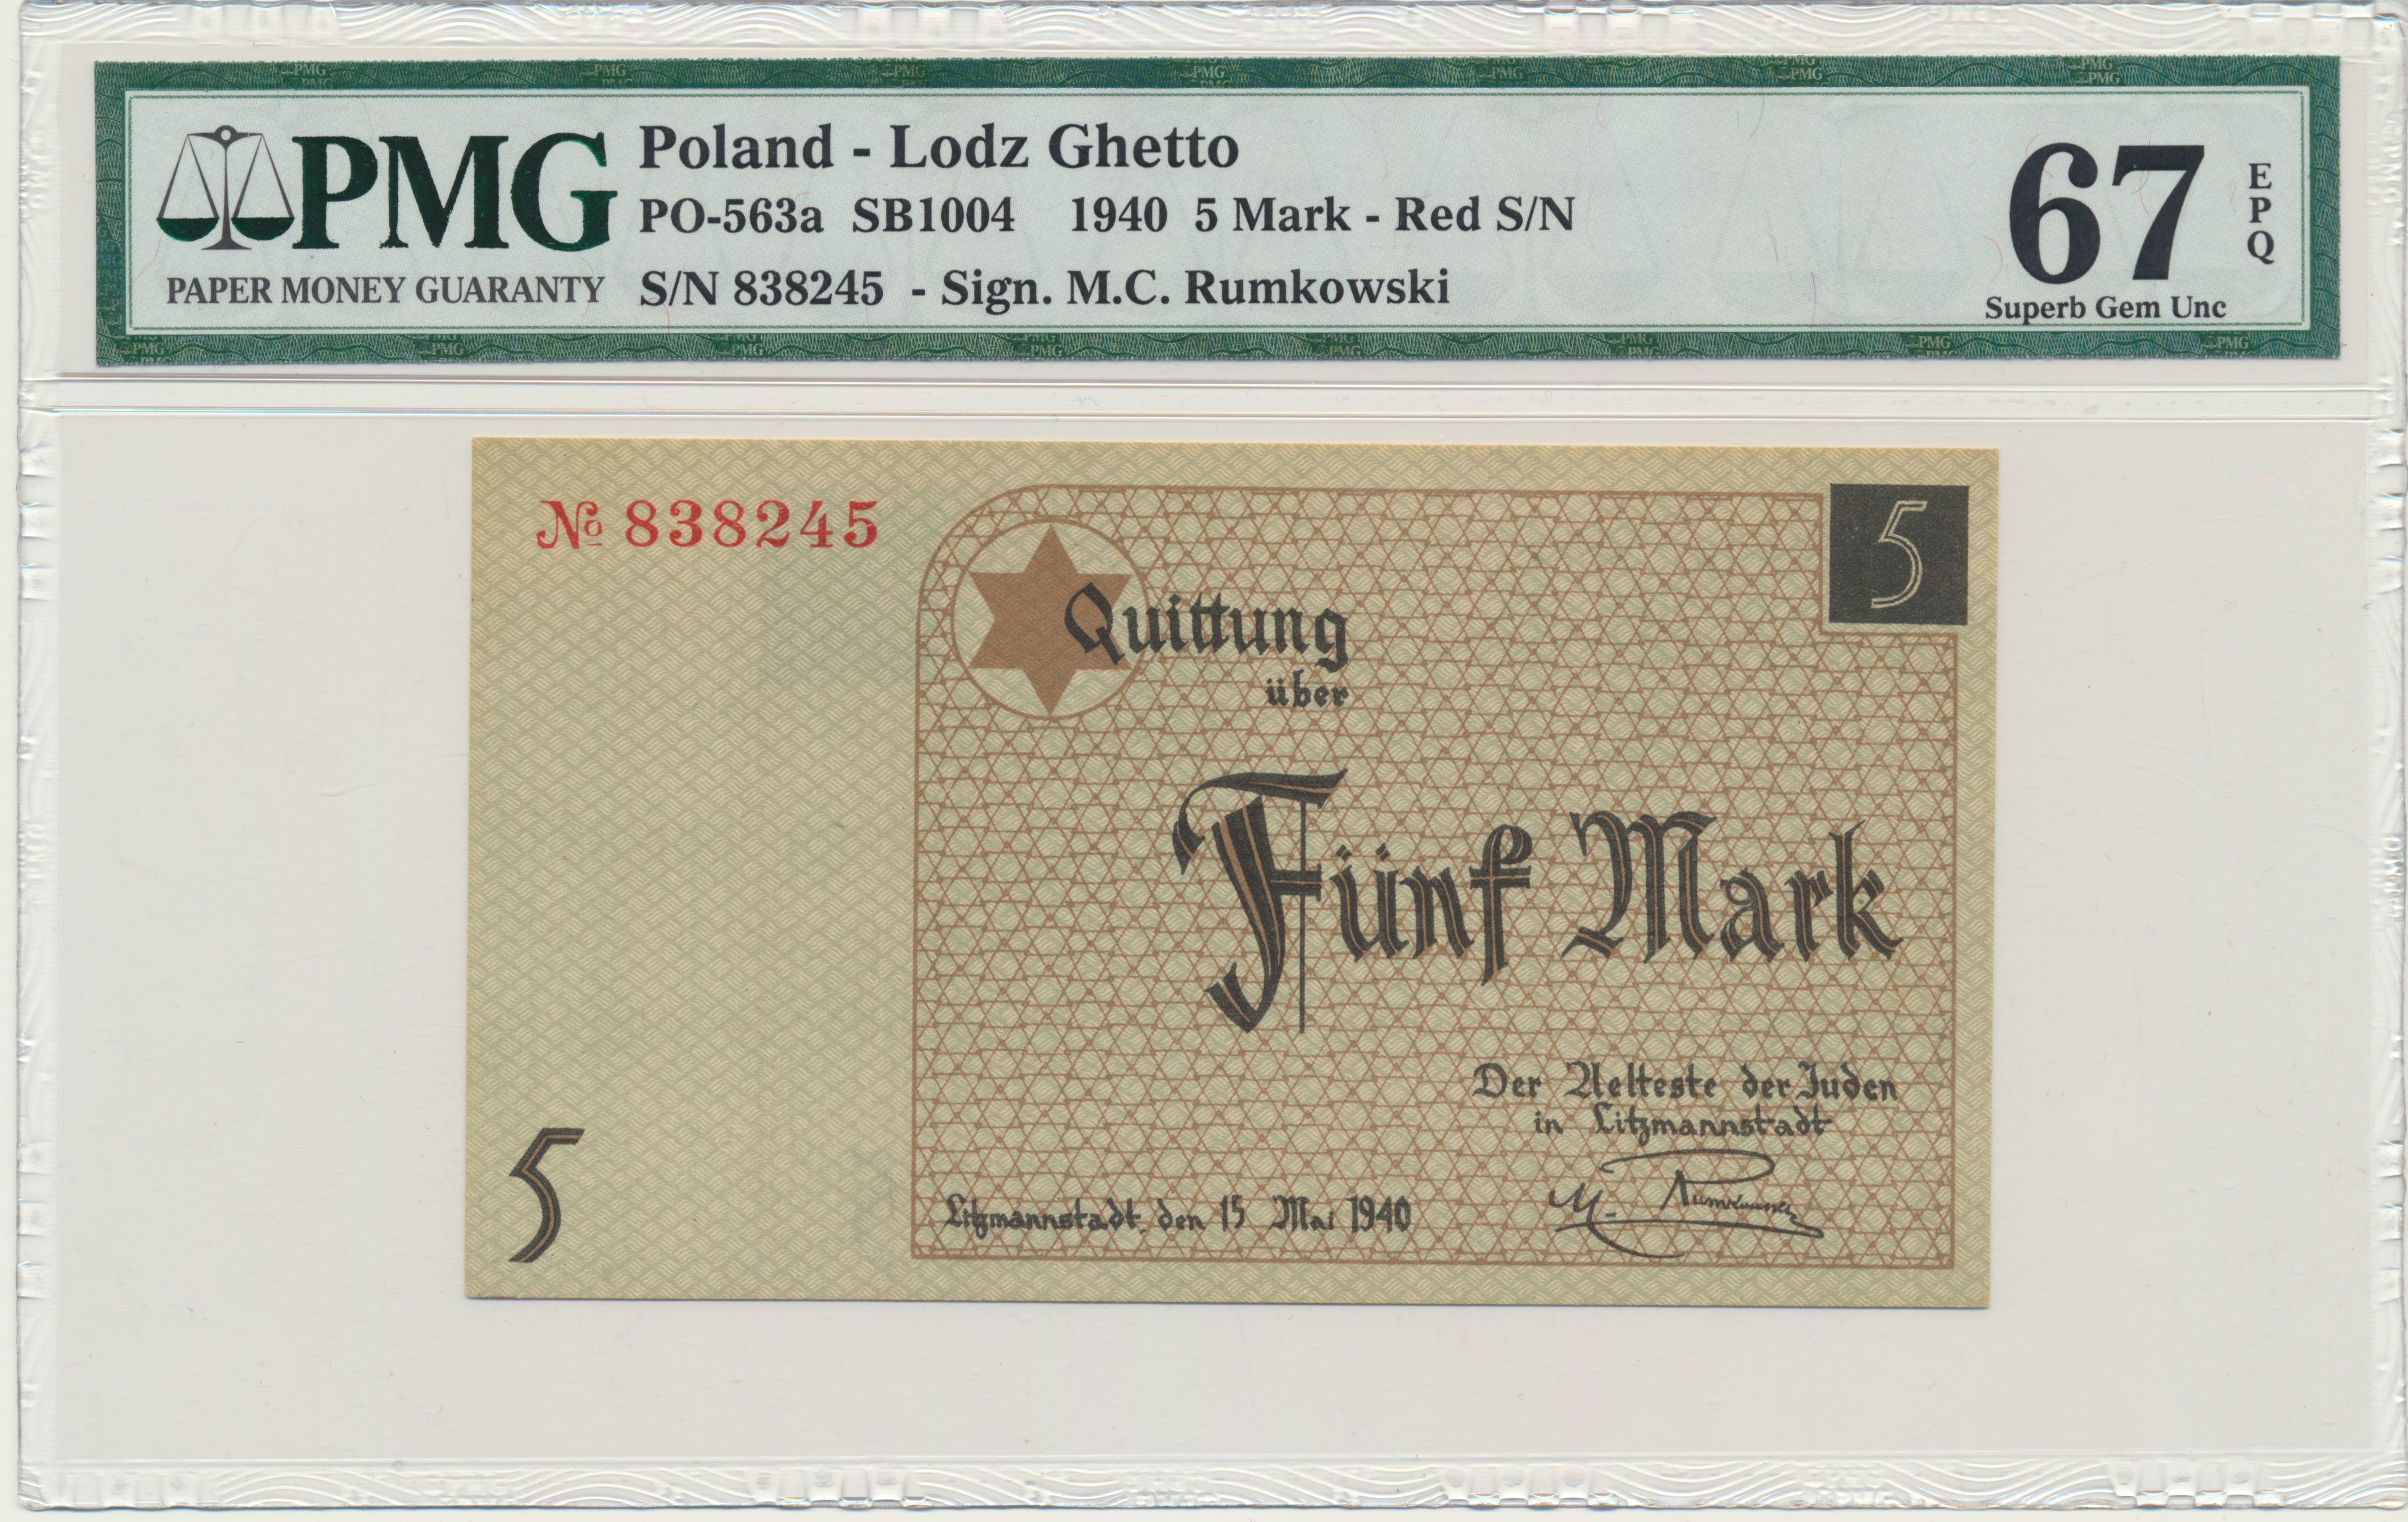 PMG
PAPER MONEY GUARANTY
Poland - Lodz Ghetto
PO-563a SB1004 1940 5 Mark - Red S/N
S/N 838245 - Sign. M.C. Rumkowski
67
EPQ
Superb Gem Unc
№ 838245
5
Quittung
über
Fünf Mark
Der Aelteste der Juden
in Litzmannstadt
Litzmannstadt, den 15 Mai 1940
M. Rumkowski
5